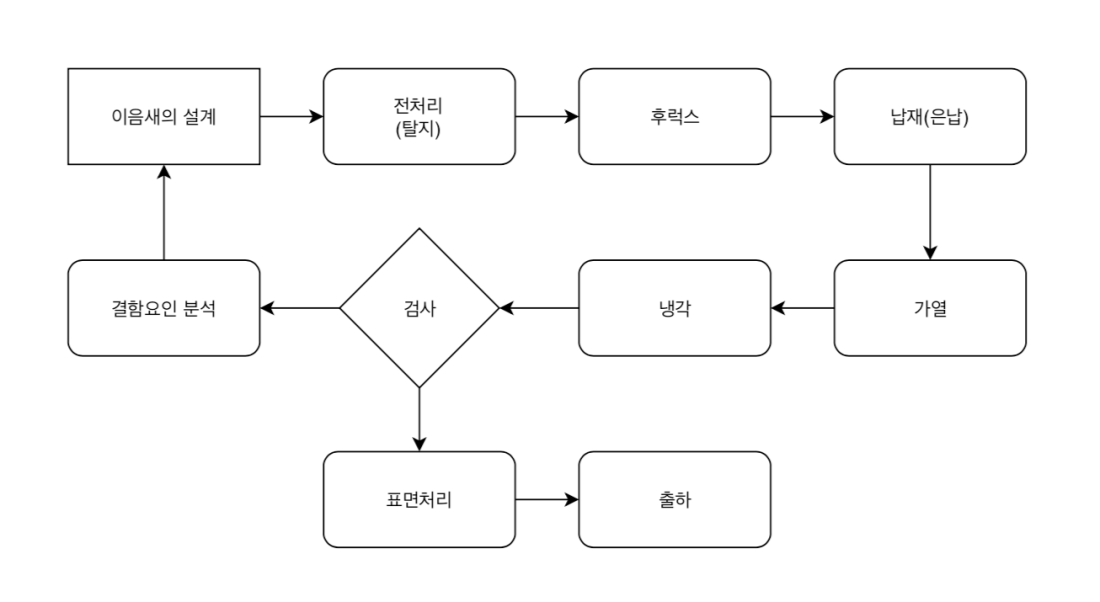 이음새의 설계
전처리
(탈지)
후럭스
납재(은납)
결함요인 분석
검사
냉각
가열
표면처리
출하